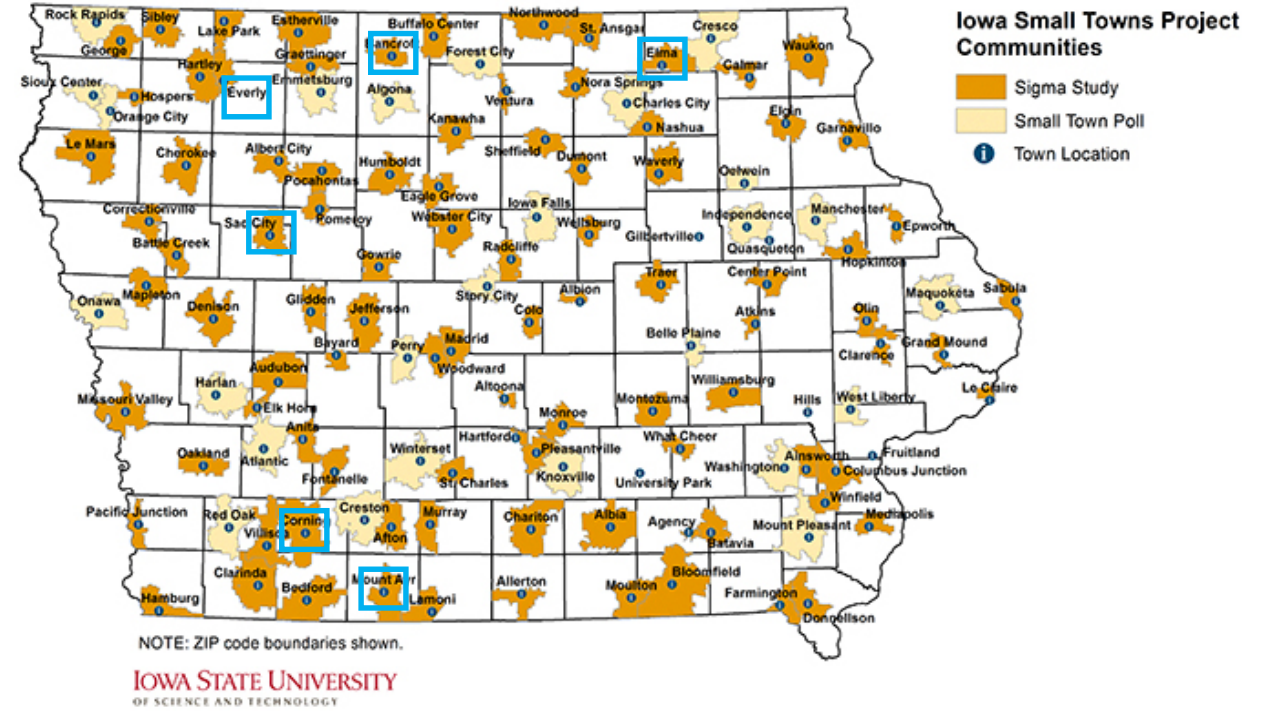 Iowa Small Towns Project
Communities
Sigma Study
Small Town Poll
Town Location
Rock Rapids
Sibley
Lake Park
Estherville
Buffalo Center
Northwood
St. Ansgar
Cresco
George
Graettinger
Bancroft
Forest City
Elma
Calmar
Waukon
Hartley
Sioux Center
Everly
Emmetsburg
Algona
Nora Springs
Hospers
Ventura
Charles City
Orange City
Kanawha
Nashua
Elgin
Garnaville
Le Mars
Cherokee
Albert City
Humboldt
Sheffield
Dumont
Waverly
Pocahontas
Oelwein
Eagle Grove
Correctionville
Sac City
Pomeroy
Webster City
Iowa Falls
Wellsburg
Independence
Manchester
Gilbertville
Epworth
Battle Creek
Radcliffe
Quasqueton
Gowrie
Hopkinton
Mapleton
Onawa
Denison
Glidden
Jefferson
Story City
Albion
Traer
Center Point
Maquoketa
Sabula
Colo
Atkins
Olin
Bayard
Perry
Madrid
Belle Plaine
Clarence
Grand Mound
Woodward
Audubon
Harlan
Altoona
Williamsburg
Le Claire
Missouri Valley
Elk Horn
Monroe
Montezuma
Hills
West Liberty
Anita
Hartford
What Cheer
Oakland
Atlantic
Winterset
Pleasantville
Ainsworth
Fruitland
Washington
Columbus Junction
Fontanelle
St. Charles
Knoxville
University Park
Winfield
Pacific Junction
Red Oak
Corning
Creston
Murray
Chariton
Albia
Agency
Mount Pleasant
Mediapolis
Villisca
Afton
Batavia
Clarinda
Bedford
Mount Ayr
Allerton
Moulton
Bloomfield
Hamburg
Lamoni
Farmington
Donnellson
NOTE: ZIP code boundaries shown.
IOWA STATE UNIVERSITY
OF SCIENCE AND TECHNOLOGY